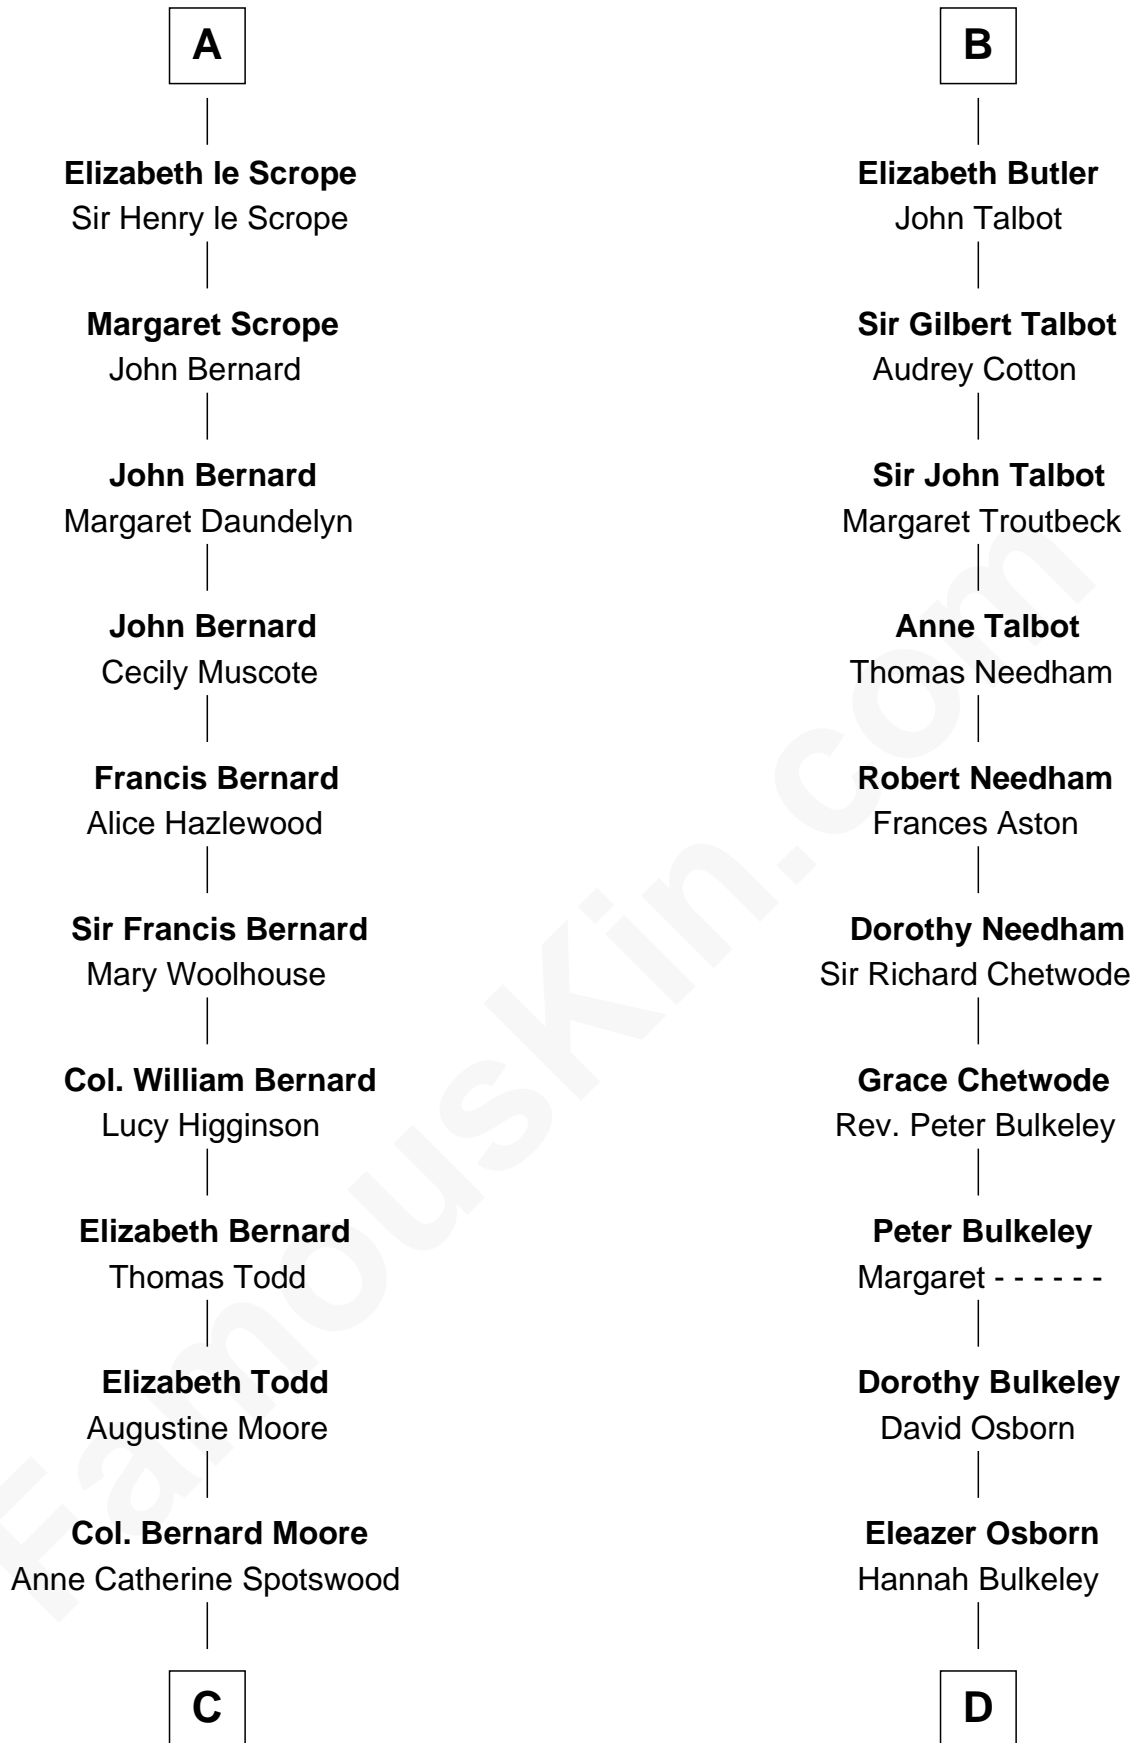 A
Elizabeth le Scrope
Sir Henry le Scrope
Margaret Scrope
John Bernard
John Bernard
Margaret Daundelyn
John Bernard
Cecily Muscote
Francis Bernard
Alice Hazlewood
Sir Francis Bernard
Mary Woolhouse
Col. William Bernard
Lucy Higginson
Elizabeth Bernard
Thomas Todd
Elizabeth Todd
Augustine Moore
Col. Bernard Moore
Anne Catherine Spotswood
C
B
Elizabeth Butler
John Talbot
Sir Gilbert Talbot
Audrey Cotton
Sir John Talbot
Margaret Troutbeck
Anne Talbot
Thomas Needham
Robert Needham
Frances Aston
Dorothy Needham
Sir Richard Chetwode
Grace Chetwode
Rev. Peter Bulkeley
Peter Bulkeley
Margaret - - - - - -
Dorothy Bulkeley
David Osborn
Eleazer Osborn
Hannah Bulkeley
D
FamousKin.com